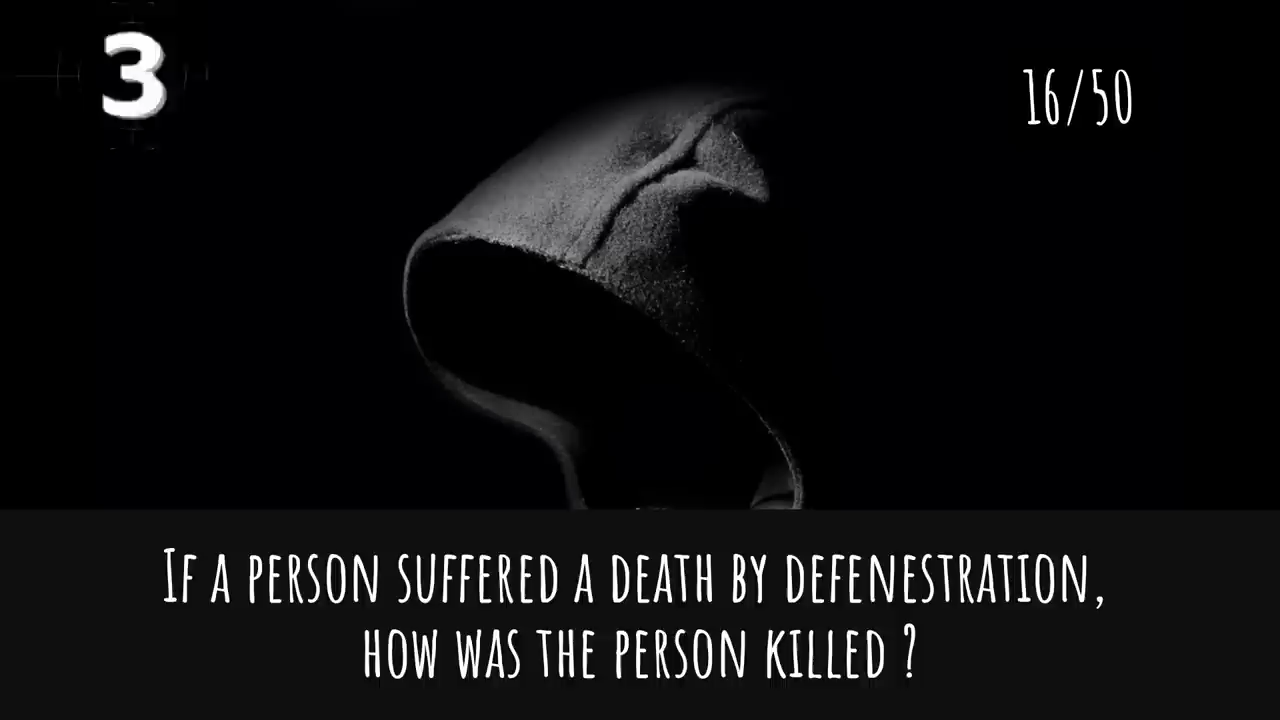 3
16/50
If a person suffered a death by defenestration,
how was the person killed ?